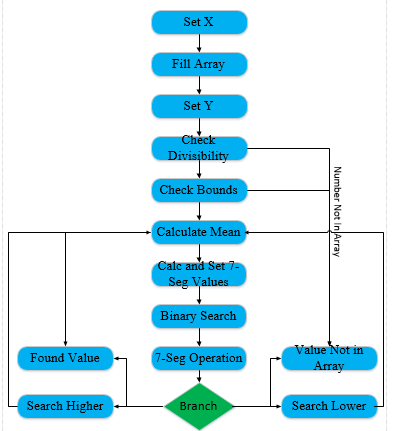 Set X
Fill Array
Set Y
Check
Divisibility
Check Bounds
Number Not In Array
Calculate Mean
Calc and Set 7-
Seg Values
Binary Search
Found Value
7-Seg Operation
Value Not in
Array
Search Higher
Branch
Search Lower